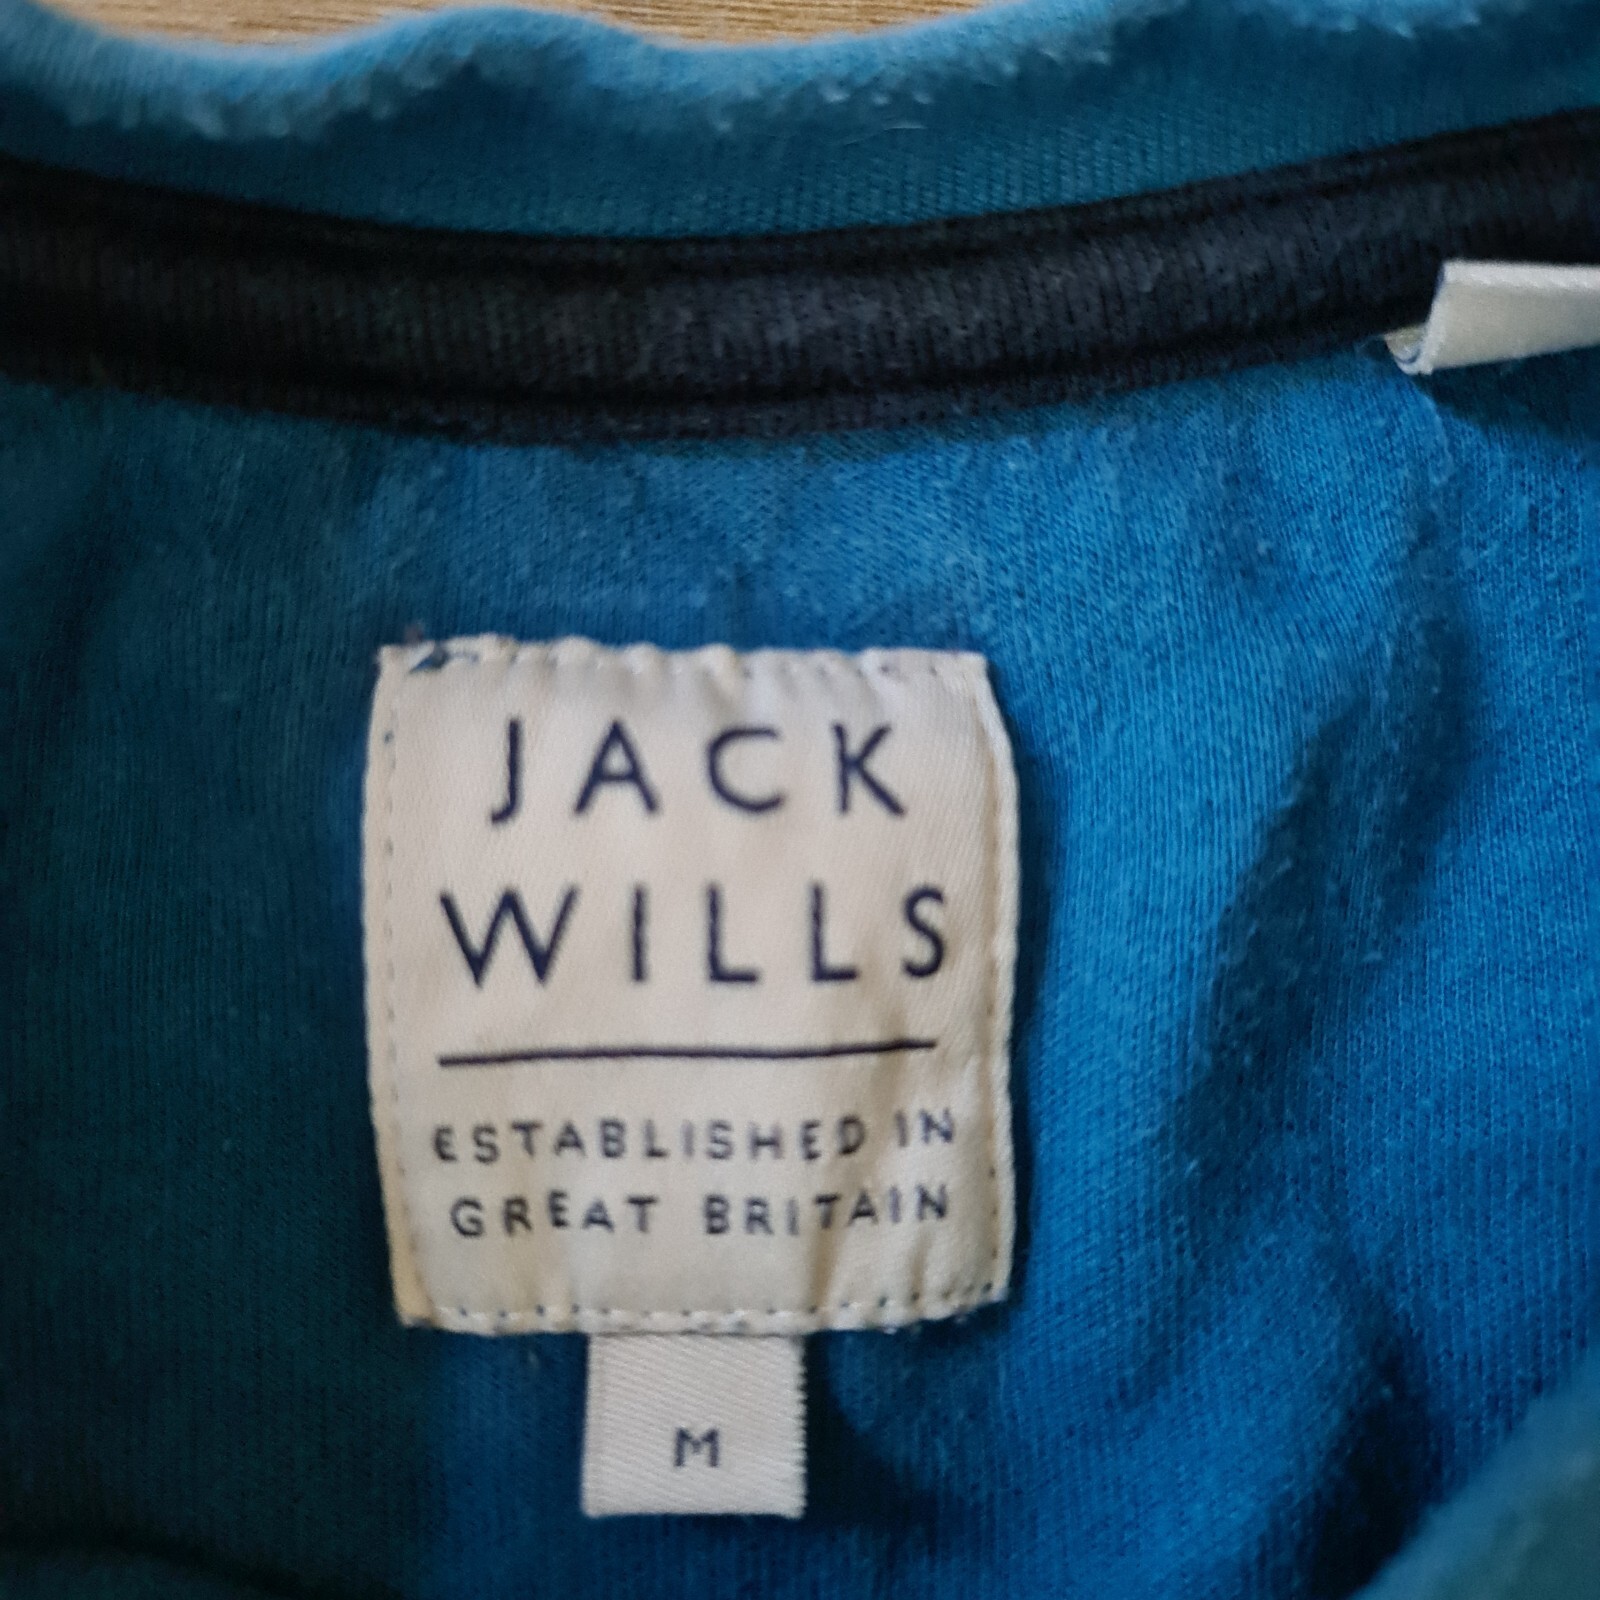 JACK
WILLS
ESTABLISHED IN
GREAT BRITAIN
M